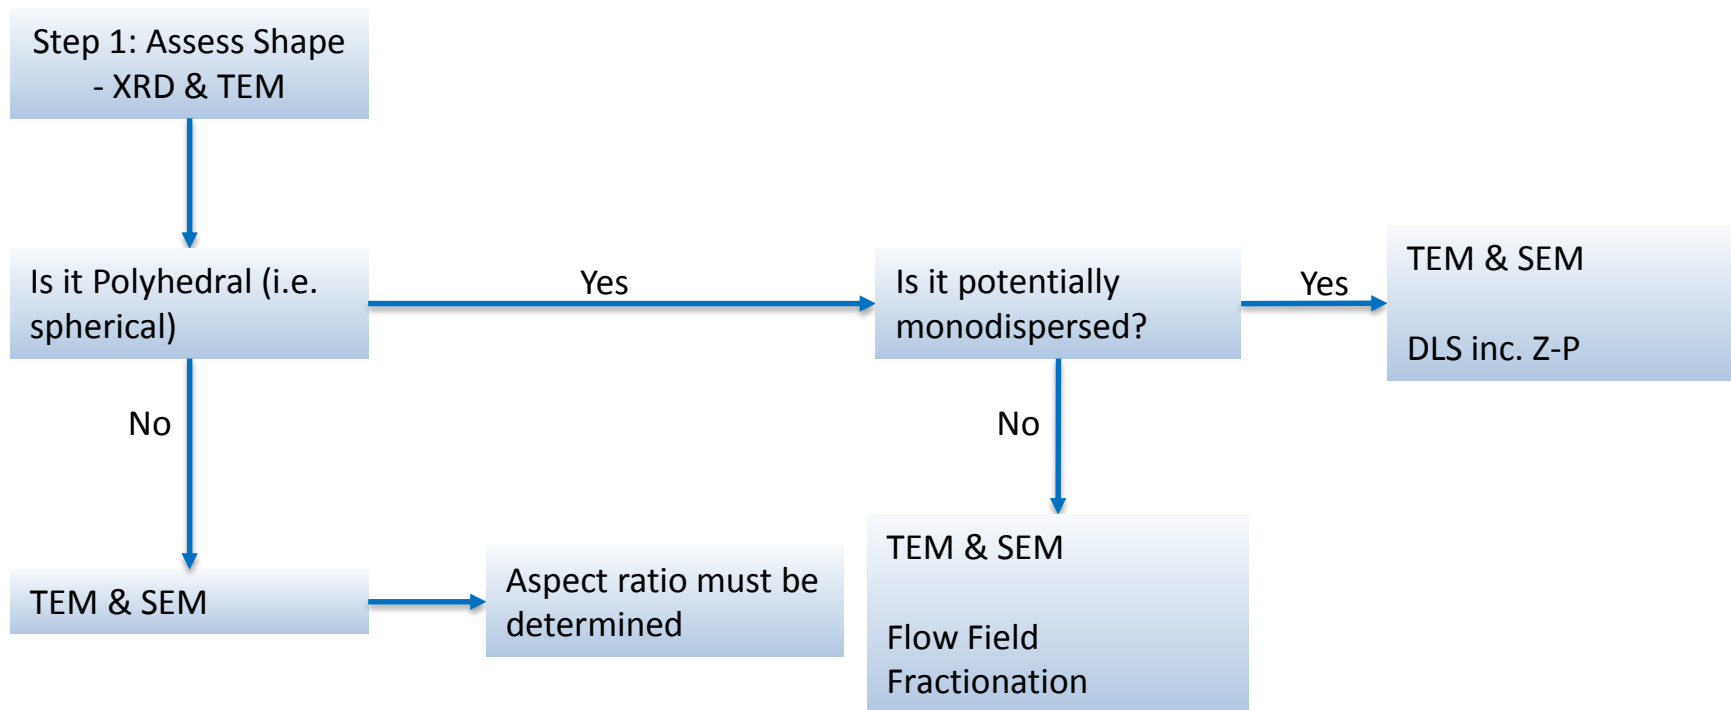 Step 1: Assess Shape
- XRD & TEM
Is it Polyhedral (i.e.
spherical)
Yes
Is it potentially
monodispersed?
Yes
TEM & SEM
DLS inc. Z-P
No
No
TEM & SEM
Aspect ratio must be
determined
TEM & SEM
Flow Field
Fractionation